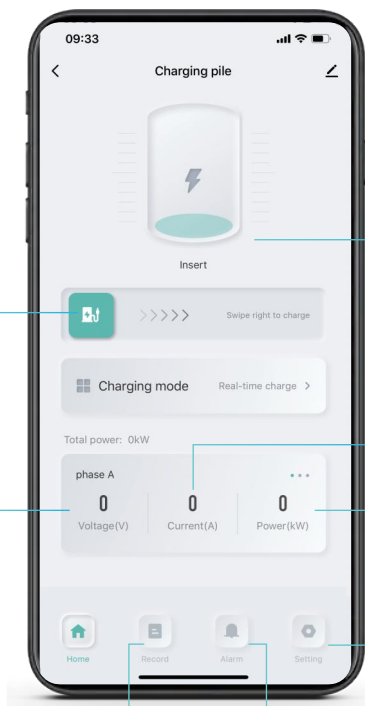 09:33
Charging pile
Insert
Swipe right to charge
Charging mode Real-time charge
Total power: 0kW
phase A
0 0 0
Voltage(V) Current(A) Power(kW)
Home Record Alarm Setting